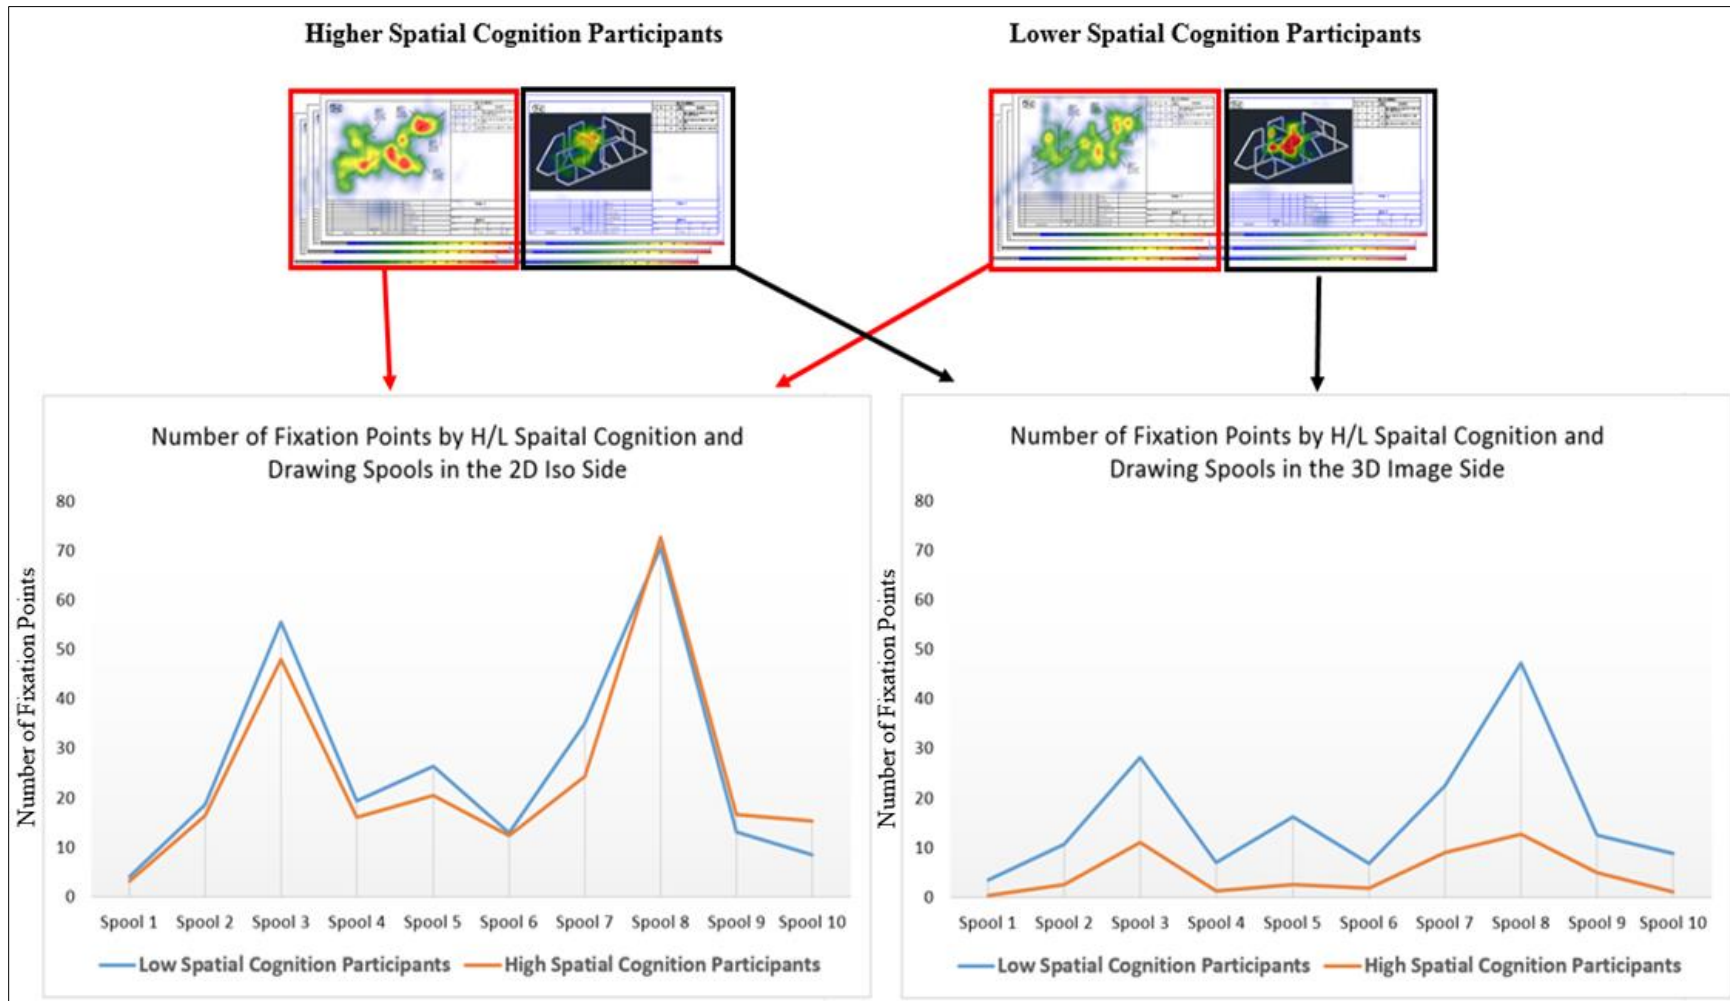 Higher Spatial Cognition Participants
Lower Spatial Cognition Participants
Number of Fixation Points by H/L Spaital Cognition and
Drawing Spools in the 2D Iso Side
80
70
60
50
40
30
20
10
0
Number of Fixation Points
Spool 1 Spool 2 Spool 3 Spool 4 Spool 5 Spool 6 Spool 7 Spool 8 Spool 9 Spool 10
Low Spatial Cognition Participants High Spatial Cognition Participants
Number of Fixation Points by H/L Spaital Cognition and
Drawing Spools in the 3D Image Side
80
70
60
50
40
30
20
10
0
Number of Fixation Points
Spool 1 Spool 2 Spool 3 Spool 4 Spool 5 Spool 6 Spool 7 Spool 8 Spool 9 Spool 10
Low Spatial Cognition Participants High Spatial Cognition Participants